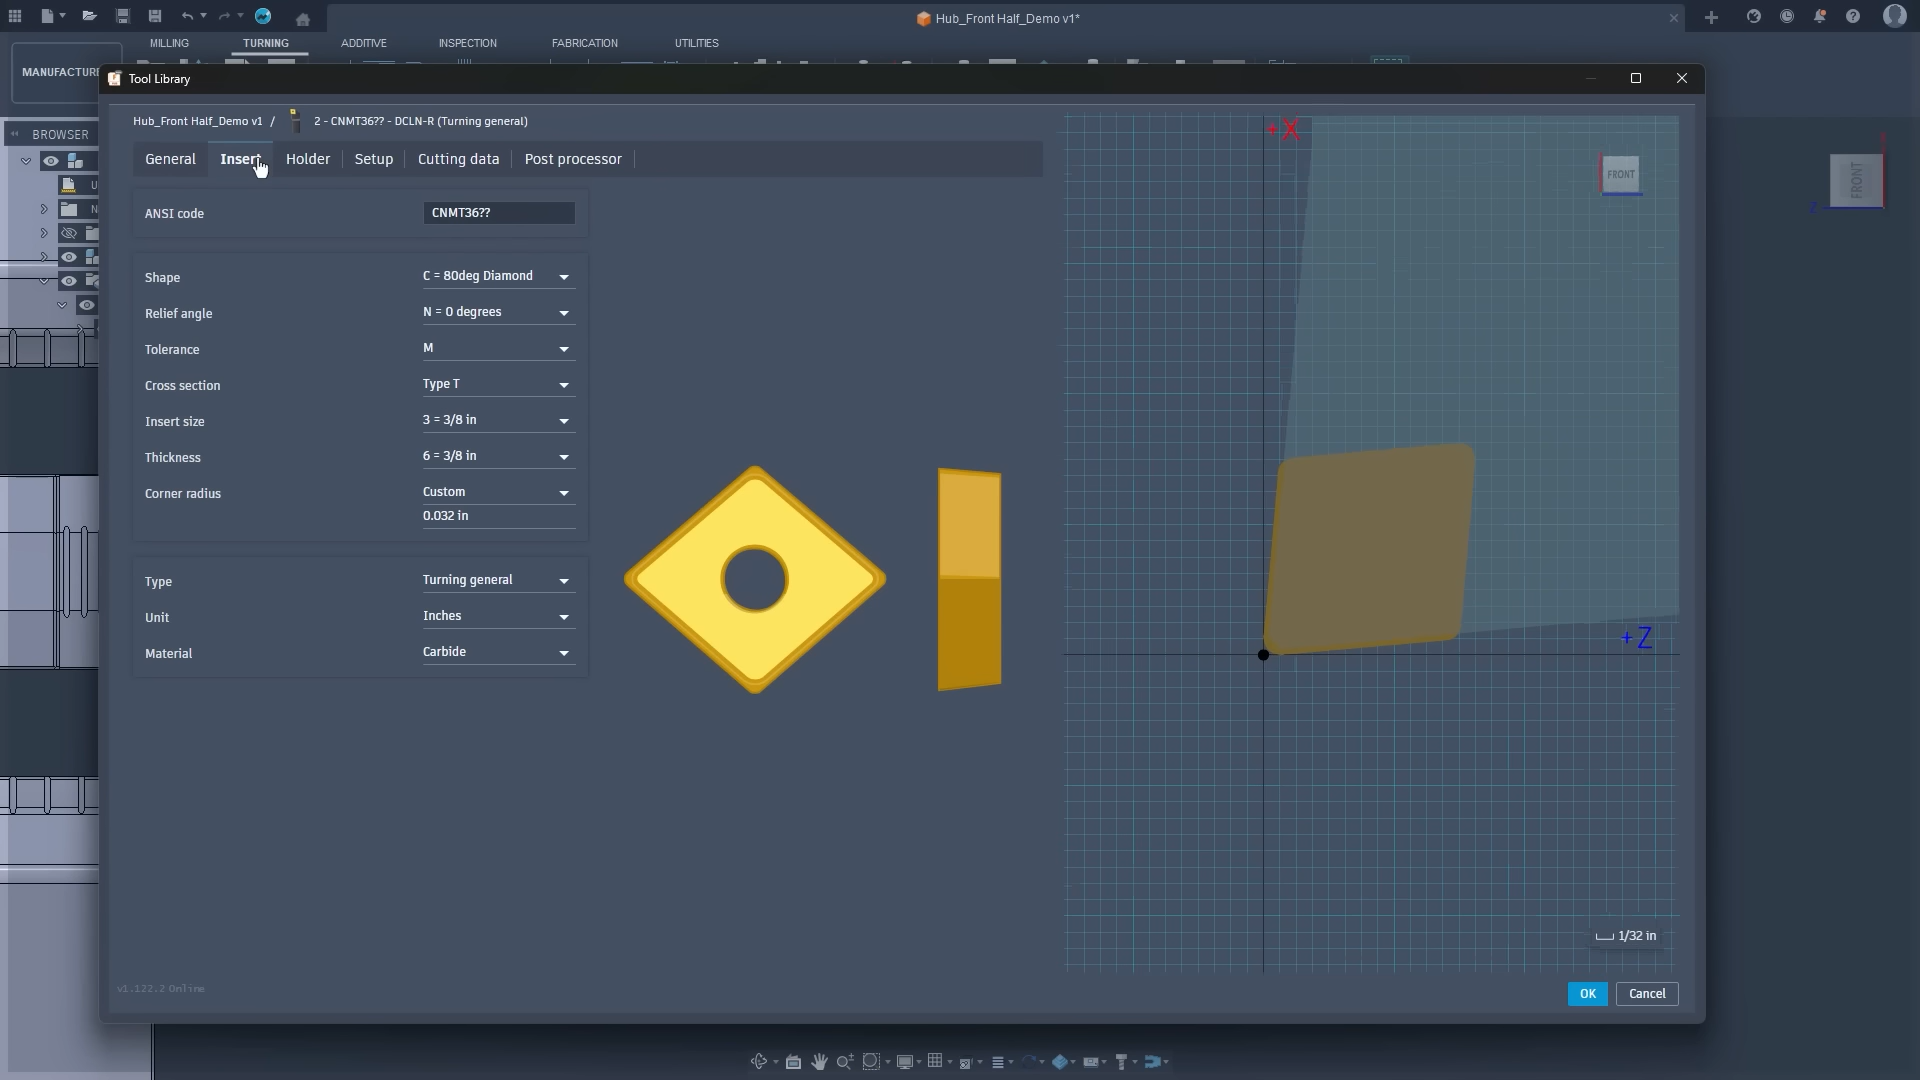 Hub_Front Half_Demo v1*
MILLING
TURNING
ADDITIVE
INSPECTION
FABRICATION
UTILITIES
MANUFACTURE
Tool Library
BROWSER
Hub_Front Half_Demo v1 / 2 - CNMT36?? - DCLN-R (Turning general)
General
Insert
Holder
Setup
Cutting data
Post processor
ANSI code CNMT36??
Shape C = 80deg Diamond
Relief angle N = 0 degrees
Tolerance M
Cross section Type T
Insert size 3 = 3/8 in
Thickness 6 = 3/8 in
Corner radius Custom
0.032 in
Type Turning general
Unit Inches
Material Carbide
+X
FRONT
+Z
1/32 in
FRONT
Z
v1.122.2 Online
OK
Cancel